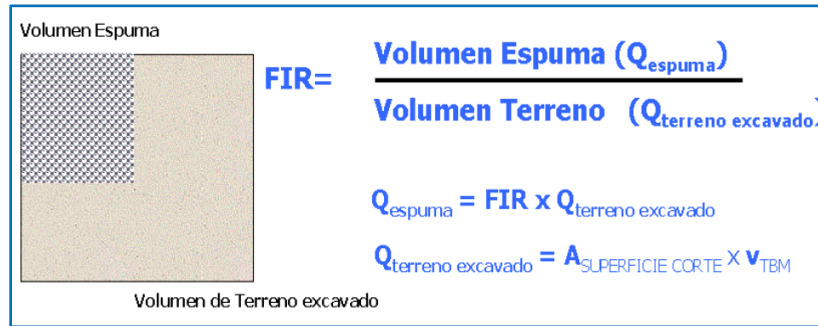 Volumen Espuma
FIR=
Volumen Espuma (Qespuma)
Volumen Terreno (Qterreno excavado)
Qespuma = FIR x Qterreno excavado
Qterreno excavado = ASUPERFICIE CORTE x vTBM
Volumen de Terreno excavado